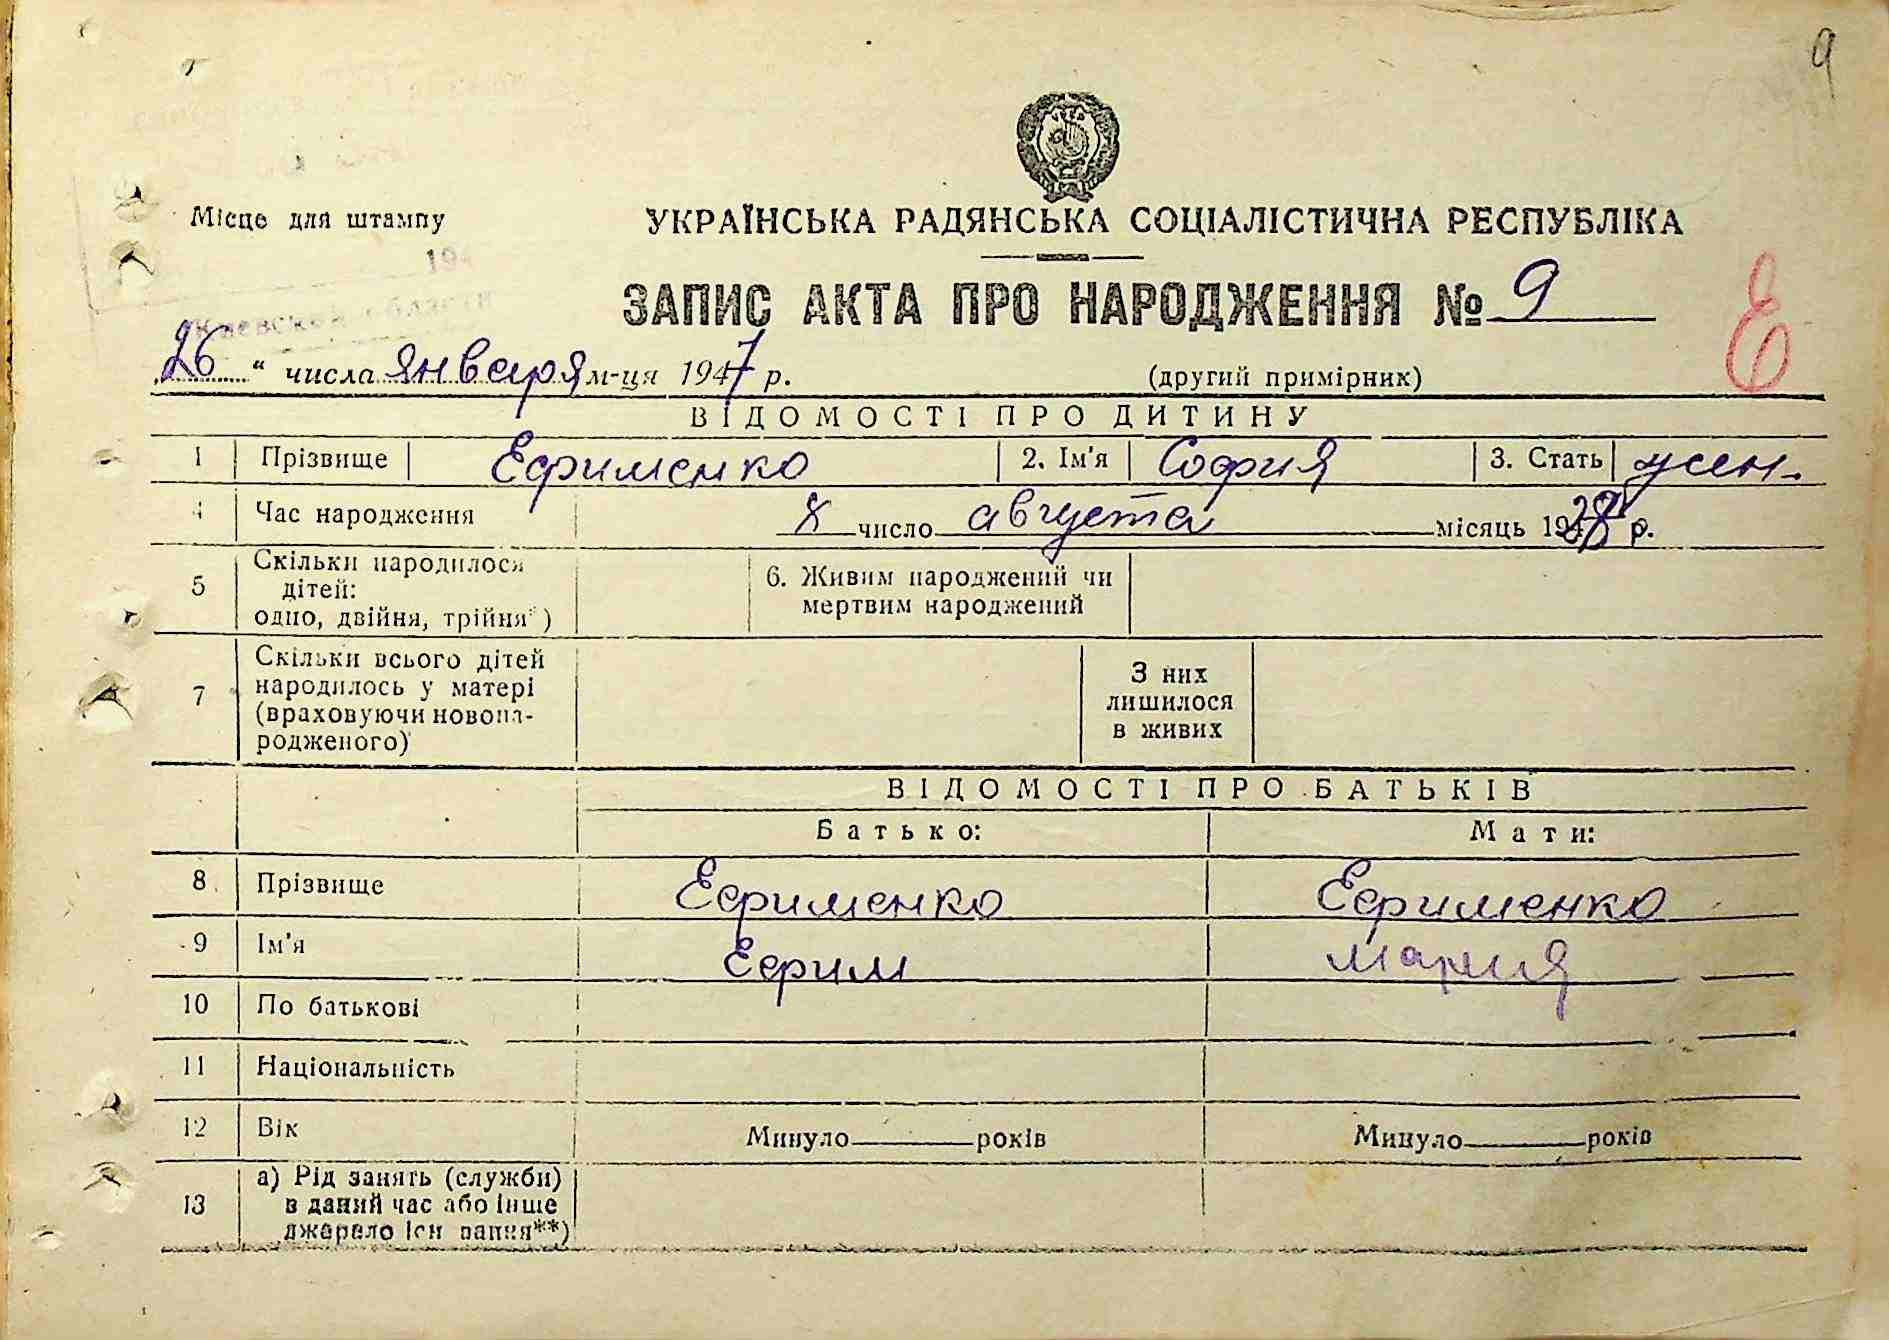 9
Місце для штампу
УКРАЇНСЬКА РАДЯНСЬКА СОЦІАЛІСТИЧНА РЕСПУБЛІКА
194
Киевской области
ЗАПИС АКТА ПРО НАРОДЖЕННЯ № 9
Е
„26“ числа января м-ця 1947 р. (другий примірник)
ВІДОМОСТІ ПРО ДИТИНУ
1 Прізвище Ефименко 2. Ім'я София 3. Стать жен.
4 Час народження 8 число августа місяць 1928 р.
5 Скільки народилося дітей: одно, двійня, трійня*) 6. Живим народжений чи мертвим народжений
7 Скільки всього дітей народилось у матері (враховуючи новонародженого) З них лишилося в живих
ВІДОМОСТІ ПРО БАТЬКІВ
Батько: Мати:
8 Прізвище Ефименко Ефименко
9 Ім'я Ефим Мария
10 По батькові
11 Національність
12 Вік Минуло років Минуло років
13 а) Рід занять (служби) в даний час або інше джерело існування**)